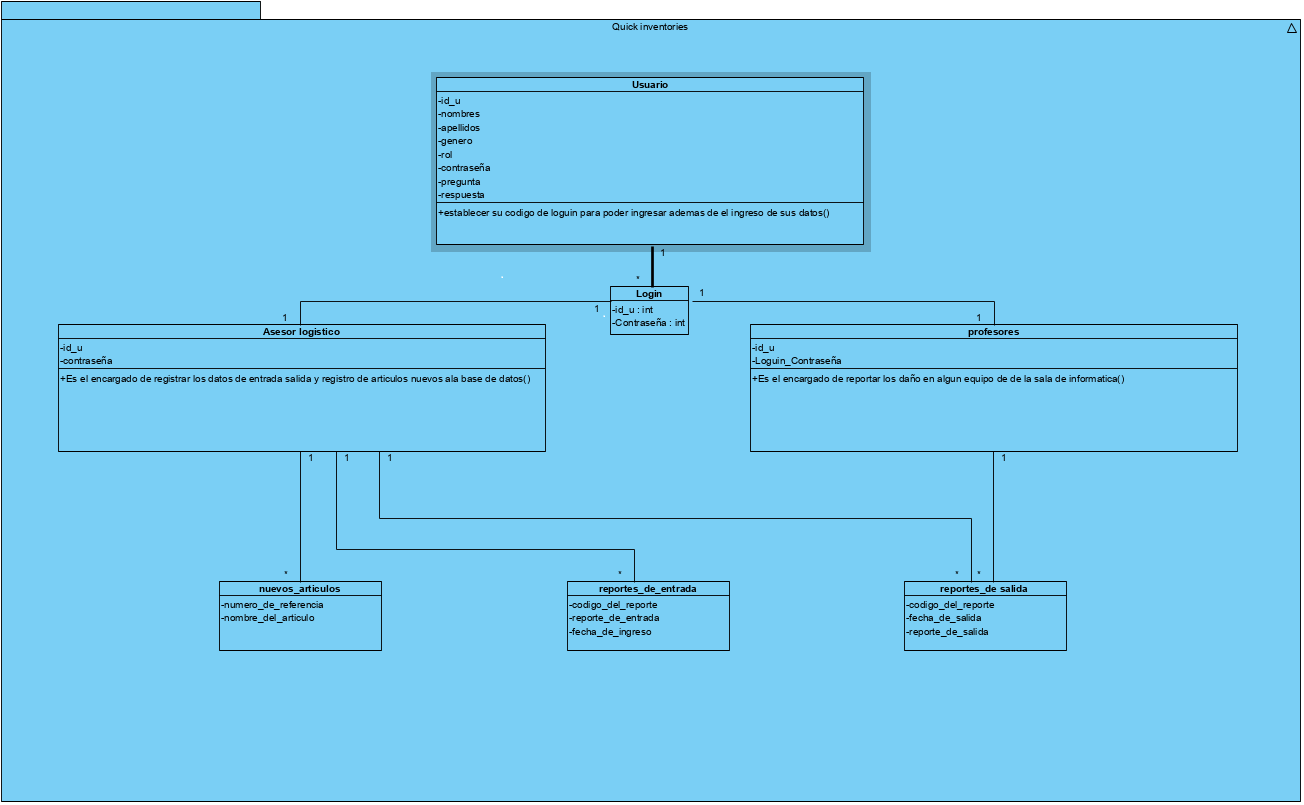 Quick inventories
Usuario
-id_u
-nombres
-apellidos
-genero
-rol
-contraseña
-pregunta
-respuesta
+establecer su codigo de loguin para poder ingresar ademas de el ingreso de sus datos()
1
*
Login
-id_u : int
-Contraseña : int
1
1
1
Asesor logistico
-id_u
-contraseña
+Es el encargado de registrar los datos de entrada salida y registro de articulos nuevos ala base de datos()
1
profesores
-id_u
-Loguin_Contraseña
+Es el encargado de reportar los daño en algun equipo de de la sala de informatica()
1
1
1
1
*
nuevos_articulos
-numero_de_referencia
-nombre_del_articulo
*
reportes_de_entrada
-codigo_del_reporte
-reporte_de_entrada
-fecha_de_ingreso
*
*
reportes_de salida
-codigo_del_reporte
-fecha_de_salida
-reporte_de_salida